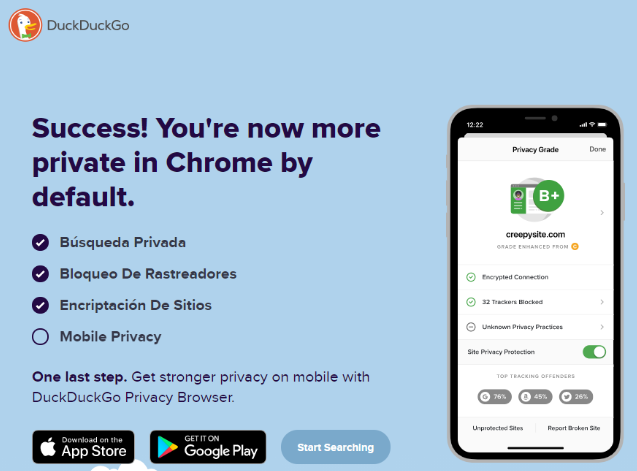 DuckDuckGo
Success! You're now more
private in Chrome by
default.
Búsqueda Privada
Bloqueo De Rastreadores
Encriptación De Sitios
Mobile Privacy
One last step. Get stronger privacy on mobile with
DuckDuckGo Privacy Browser.
Download on the
App Store
GET IT ON
Google Play
Start Searching
12:22
Privacy Grade
Done
B+
creepysite.com
GRADE ENHANCED FROM C
Encrypted Connection
32 Trackers Blocked
Unknown Privacy Practices
Site Privacy Protection
TOP TRACKING OFFENDERS
76%
45%
26%
Unprotected Sites
Report Broken Site